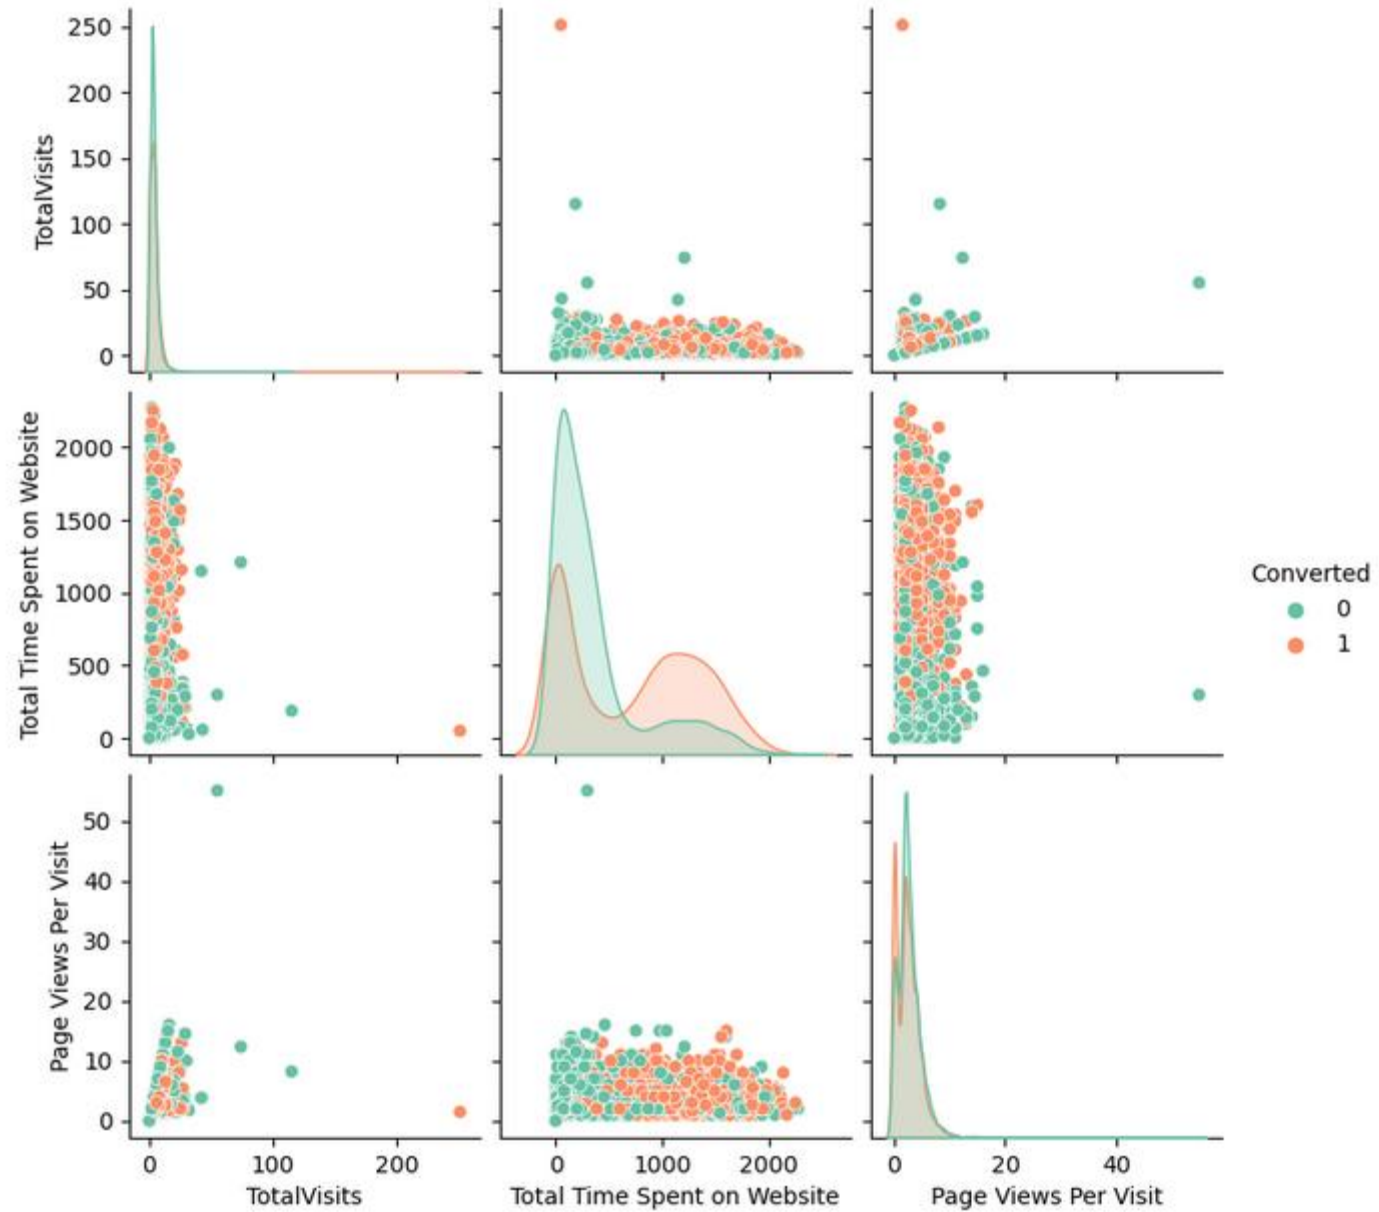 250
200
150
100
50
0
TotalVisits
2000
1500
1000
500
0
Total Time Spent on Website
Converted
0
1
50
40
30
20
10
0
Page Views Per Visit
0 100 200
0 1000 2000
0 20 40
TotalVisits
Total Time Spent on Website
Page Views Per Visit